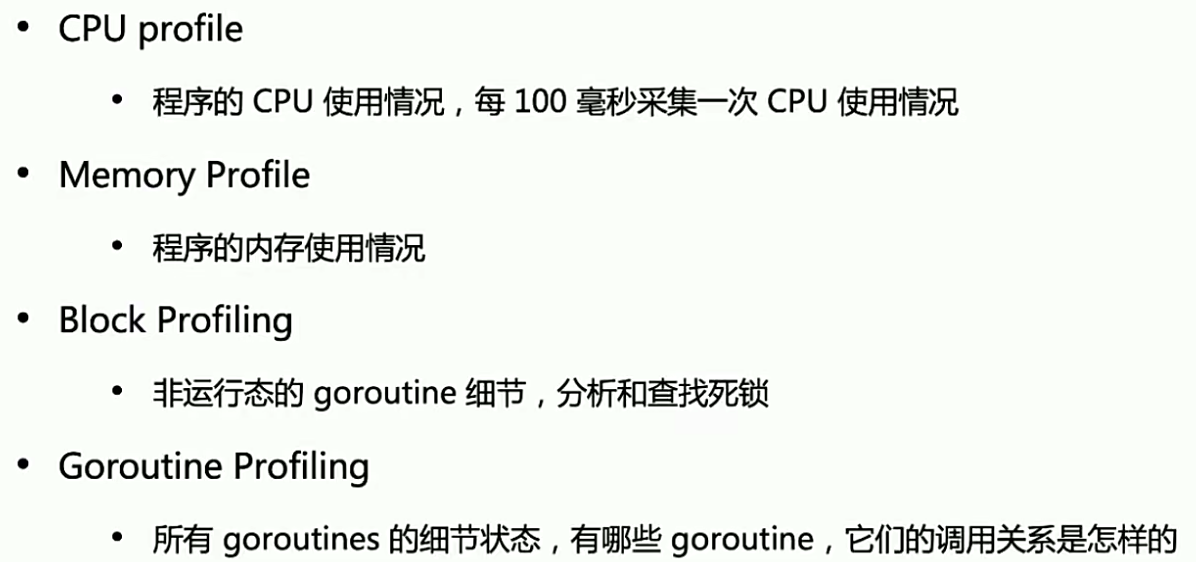 • CPU profile
• 程序的 CPU 使用情况，每 100 毫秒采集一次 CPU 使用情况
• Memory Profile
• 程序的内存使用情况
• Block Profiling
• 非运行态的 goroutine 细节，分析和查找死锁
• Goroutine Profiling
• 所有 goroutines 的细节状态，有哪些 goroutine，它们的调用关系是怎样的